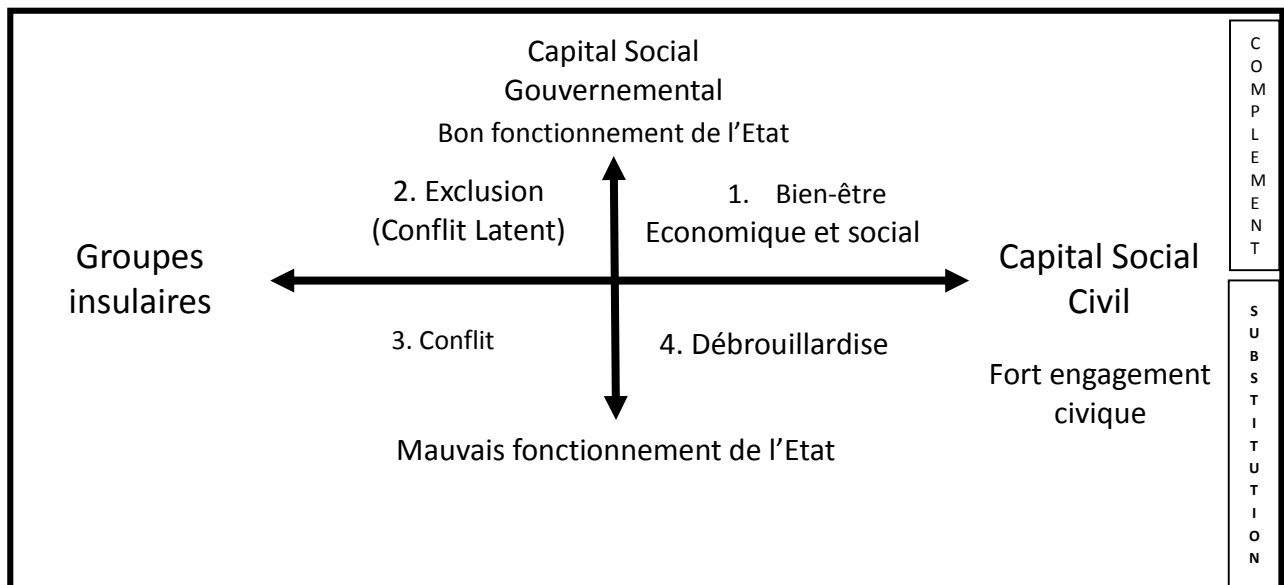 Capital Social
Gouvernemental
Bon fonctionnement de l’Etat
2. Exclusion
(Conflit Latent)
1. Bien-être
Economique et social
Groupes
insulaires
Capital Social
Civil
3. Conflit
4. Débrouillardise
Fort engagement
civique
Mauvais fonctionnement de l’Etat
COMPLEMENT
SUBSTITUTION